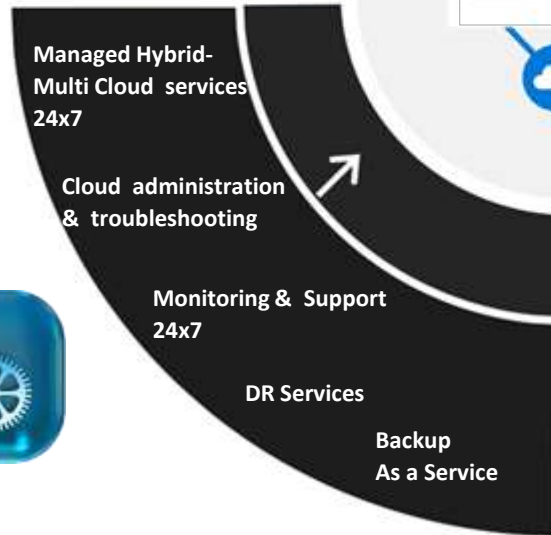 Managed Hybrid-
Multi Cloud services
24x7
Cloud administration
& troubleshooting
Monitoring & Support
24x7
DR Services
Backup
As a Service